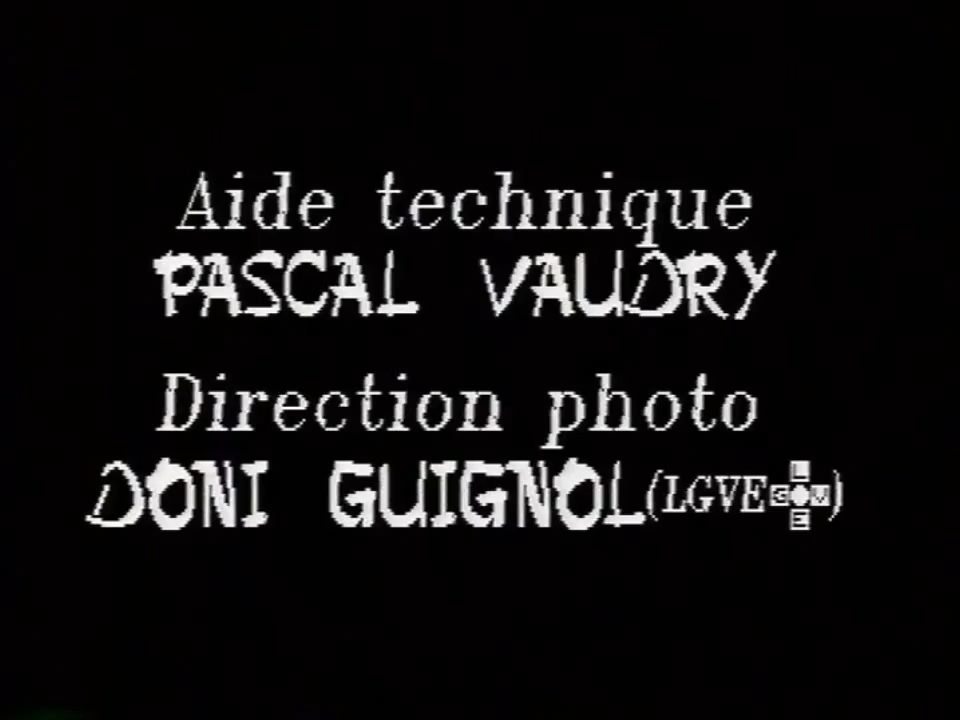 Aide technique
PASCAL VAUDRY
Direction photo
DONI GUIGNOL (LGVE L G V E)